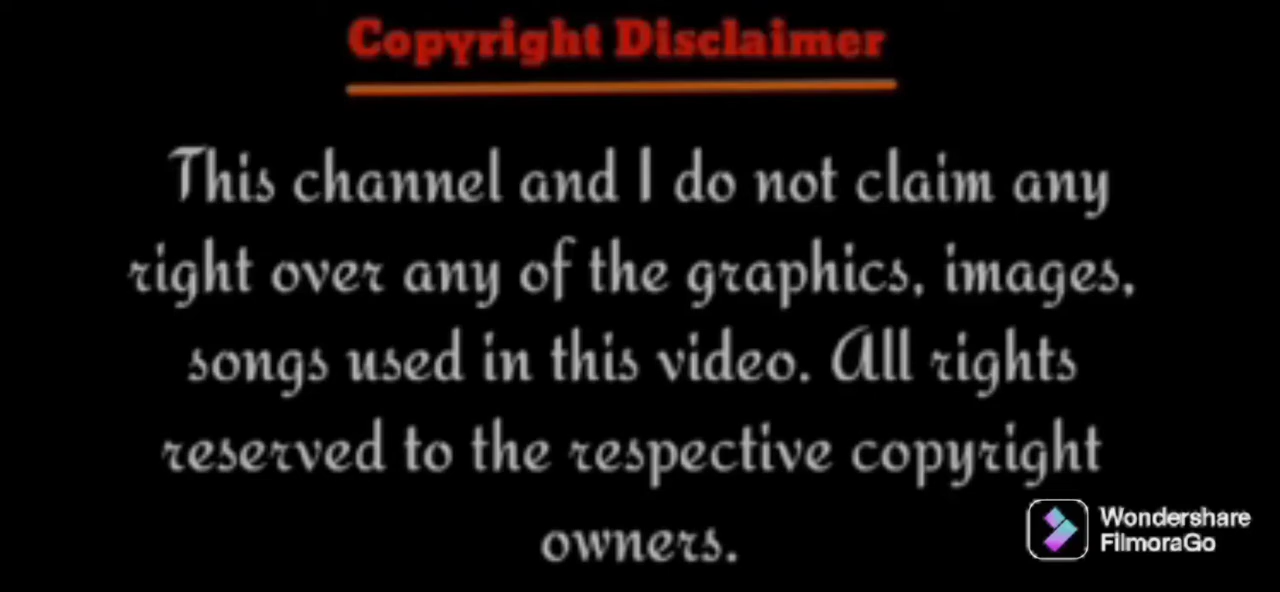 Copyright Disclaimer
This channel and I do not claim any
right over any of the graphics, images,
songs used in this video. All rights
reserved to the respective copyright
owners.
Wondershare
FilmoraGo